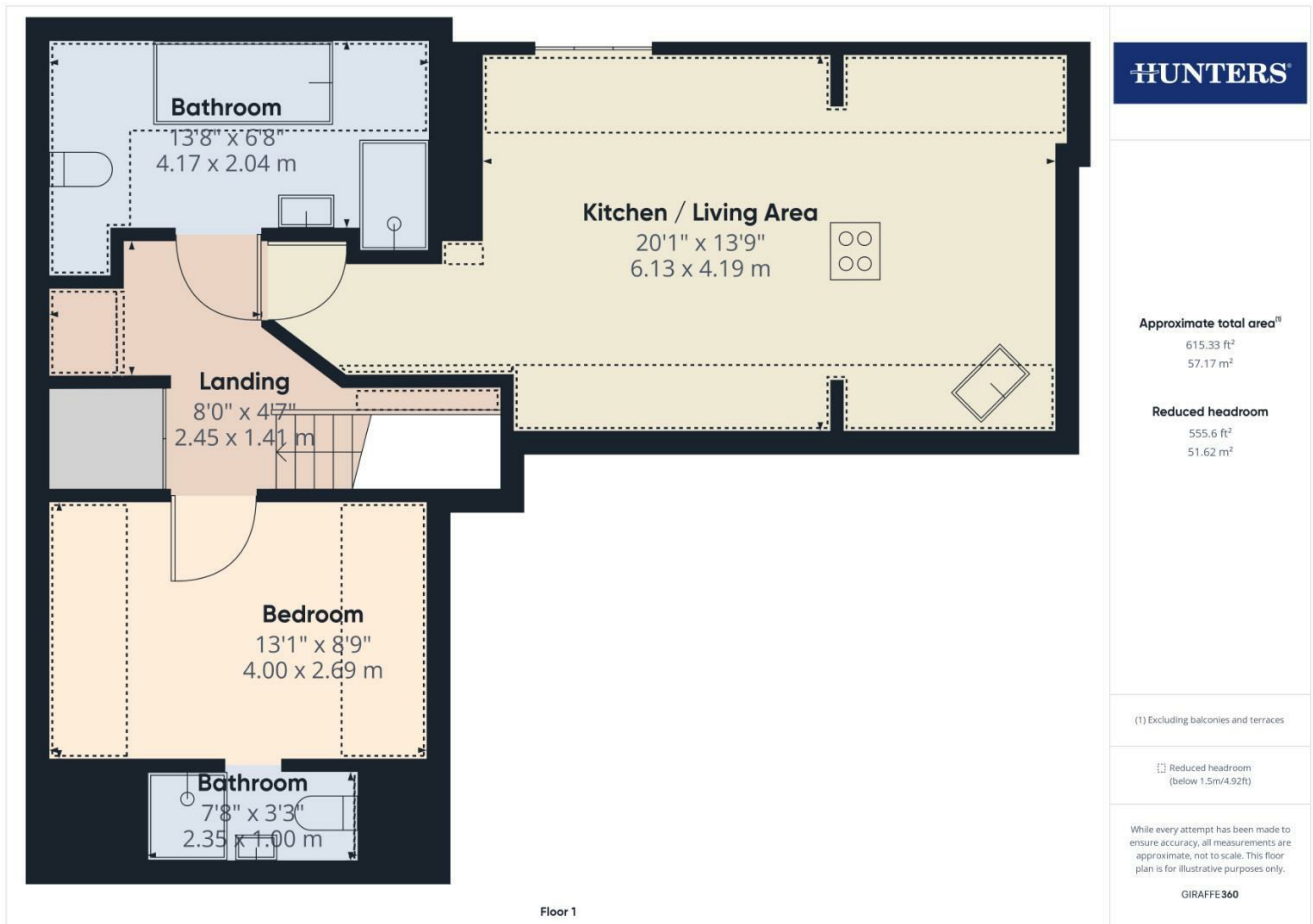 Bathroom
13'8" x 6'8"
4.17 x 2.04 m
Kitchen / Living Area
20'1" x 13'9"
6.13 x 4.19 m
Landing
8'0" x 4'7"
2.45 x 1.41 m
Bedroom
13'1" x 8'9"
4.00 x 2.69 m
Bathroom
7'8" x 3'3"
2.35 x 1.00 m
Floor 1
HUNTERS®
Approximate total area(1)
615.33 ft²
57.17 m²
Reduced headroom
555.6 ft²
51.62 m²
(1) Excluding balconies and terraces
Reduced headroom
(below 1.5m/4.92ft)
While every attempt has been made to
ensure accuracy, all measurements are
approximate, not to scale. This floor
plan is for illustrative purposes only.
GIRAFFE360